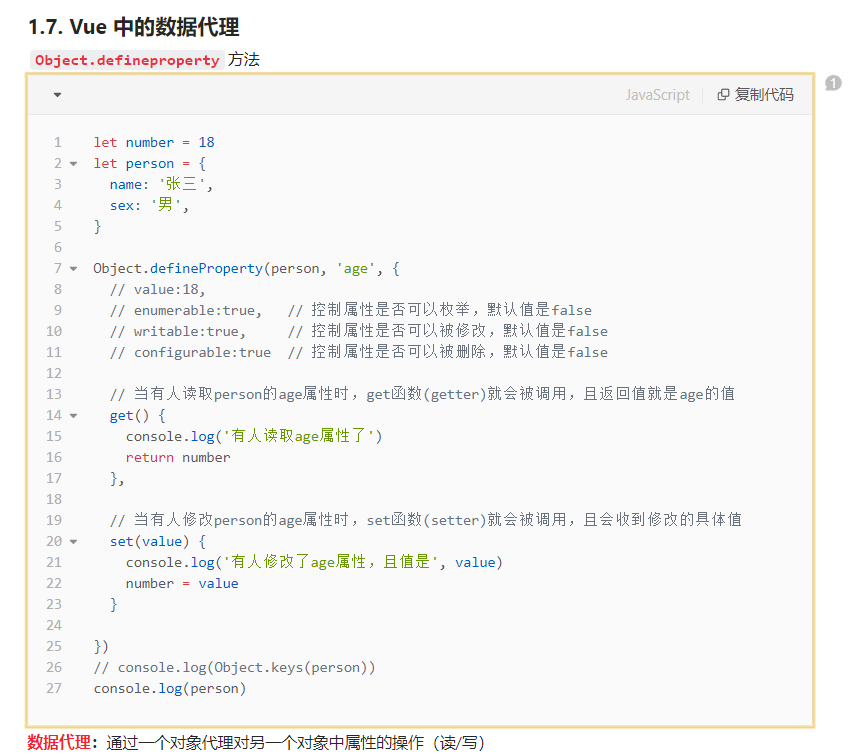 1.7. Vue 中的数据代理
Object.defineproperty 方法
JavaScript 复制代码
1
1 let number = 18
2 let person = {
3   name: '张三',
4   sex: '男',
5 }
6
7 Object.defineProperty(person, 'age', {
8   // value:18,
9   // enumerable:true,   // 控制属性是否可以枚举，默认值是false
10   // writable:true,     // 控制属性是否可以被修改，默认值是false
11   // configurable:true  // 控制属性是否可以被删除，默认值是false
12
13   // 当有人读取person的age属性时，get函数(getter)就会被调用，且返回值就是age的值
14   get() {
15     console.log('有人读取age属性了')
16     return number
17   },
18
19   // 当有人修改person的age属性时，set函数(setter)就会被调用，且会收到修改的具体值
20   set(value) {
21     console.log('有人修改了age属性，且值是', value)
22     number = value
23   }
24
25 })
26 // console.log(Object.keys(person))
27 console.log(person)
数据代理：通过一个对象代理对另一个对象中属性的操作（读/写）